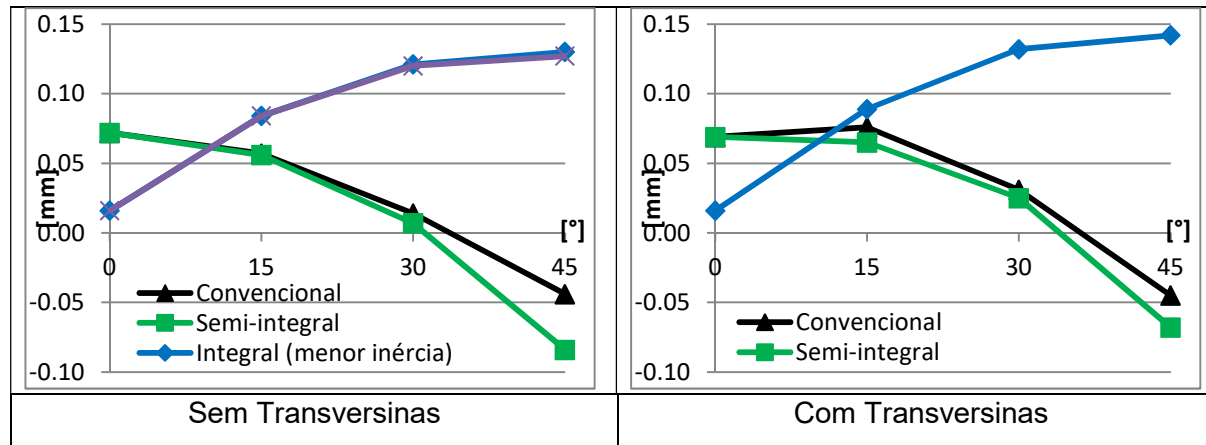 0.15
0.10
0.05
0.00
-0.05
-0.10
[mm]
[°]
0 15 30 45
Convencional
Semi-integral
Integral (menor inércia)
Sem Transversinas
0.15
0.10
0.05
0.00
-0.05
-0.10
[mm]
[°]
0 15 30 45
Convencional
Semi-integral
Com Transversinas